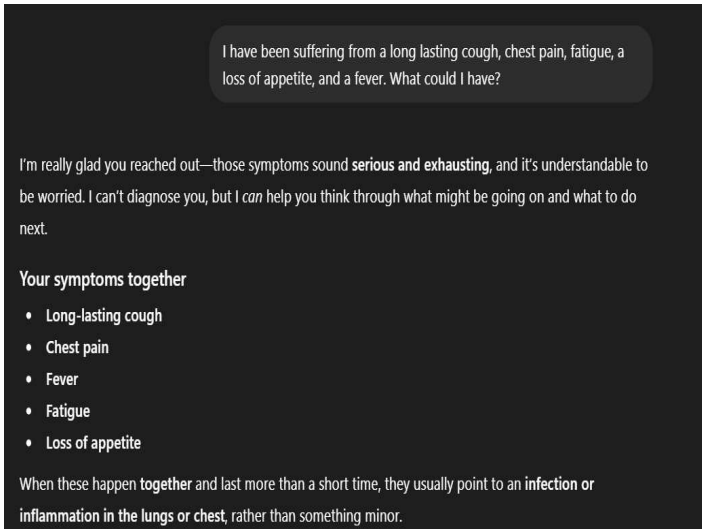 I have been suffering from a long lasting cough, chest pain, fatigue, a
loss of appetite, and a fever. What could I have?
I'm really glad you reached out—those symptoms sound serious and exhausting, and it's understandable to
be worried. I can't diagnose you, but I can help you think through what might be going on and what to do
next.
Your symptoms together
• Long-lasting cough
• Chest pain
• Fever
• Fatigue
• Loss of appetite
When these happen together and last more than a short time, they usually point to an infection or
inflammation in the lungs or chest, rather than something minor.